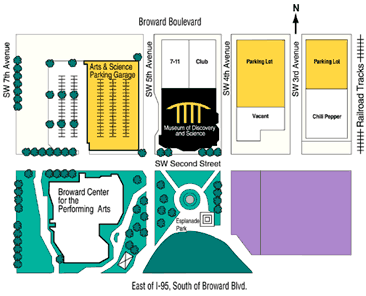 Broward Boulevard
N
SW 7th Avenue
Arts & Science
Parking Garage
SW 5th Avenue
7-11
Club
SW 4th Avenue
Parking Lot
SW 3rd Avenue
Parking Lot
Railroad Tracks
Museum of Discovery
and Science
Vacant
Chili Pepper
SW Second Street
Broward Center
for the
Performing Arts
Esplanade
Park
East of I-95, South of Broward Blvd.